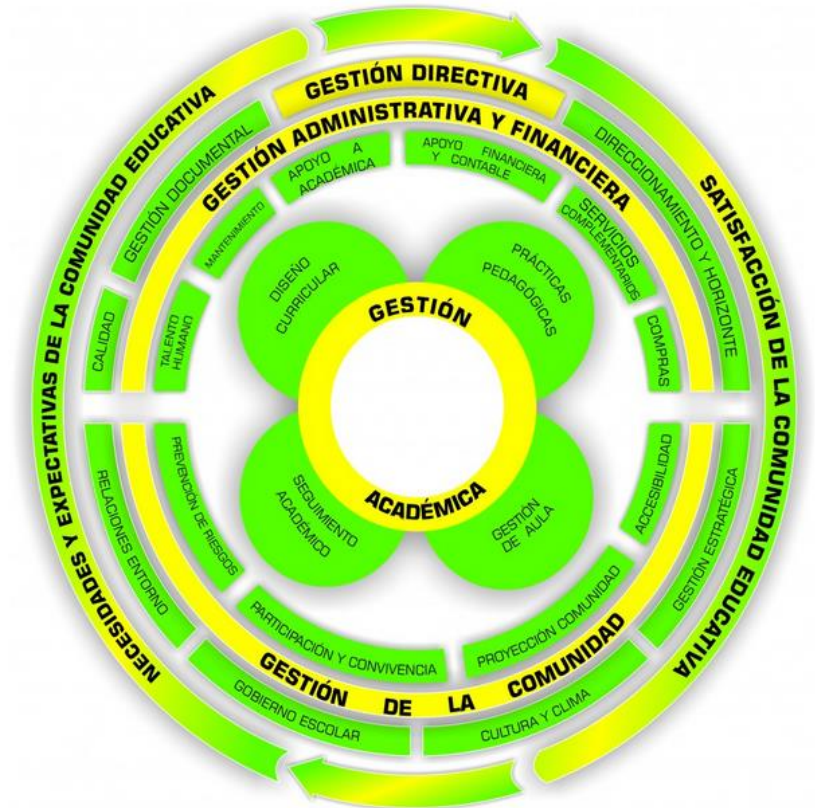 NECESIDADES Y EXPECTATIVAS DE LA COMUNIDAD EDUCATIVA
SATISFACCIÓN DE LA COMUNIDAD EDUCATIVA
GESTIÓN DIRECTIVA
CALIDAD
GESTIÓN DOCUMENTAL
DIRECCIONAMIENTO Y HORIZONTE
GESTIÓN ESTRATÉGICA
CULTURA Y CLIMA
GOBIERNO ESCOLAR
RELACIONES ENTORNO
GESTIÓN ADMINISTRATIVA Y FINANCIERA
TALENTO
HUMANO
MANTENIMIENTO
APOYO A
ACADÉMICA
APOYO FINANCIERA
Y CONTABLE
SERVICIOS
COMPLEMENTARIOS
COMPRAS
DISEÑO
CURRICULAR
PRÁCTICAS
PEDAGÓGICAS
GESTIÓN
ACADÉMICA
SEGUIMIENTO
ACADÉMICO
GESTIÓN
DE AULA
PREVENCIÓN DE RIESGOS
PARTICIPACIÓN Y CONVIVENCIA
PROYECCIÓN COMUNIDAD
ACCESIBILIDAD
GESTIÓN DE LA COMUNIDAD